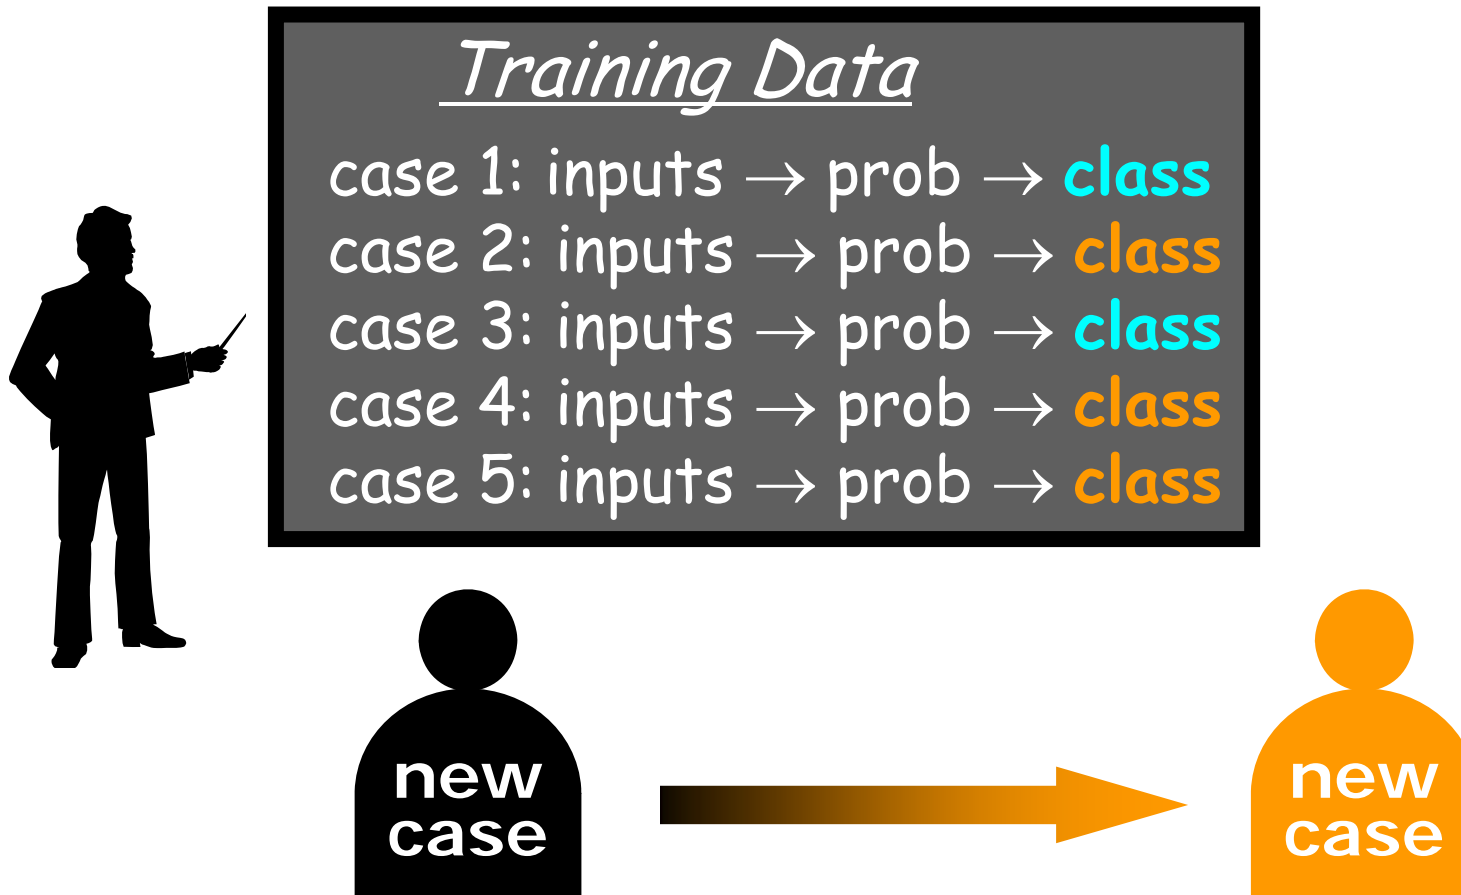 Training Data
case 1: inputs → prob → class
case 2: inputs → prob → class
case 3: inputs → prob → class
case 4: inputs → prob → class
case 5: inputs → prob → class
new
case
new
case